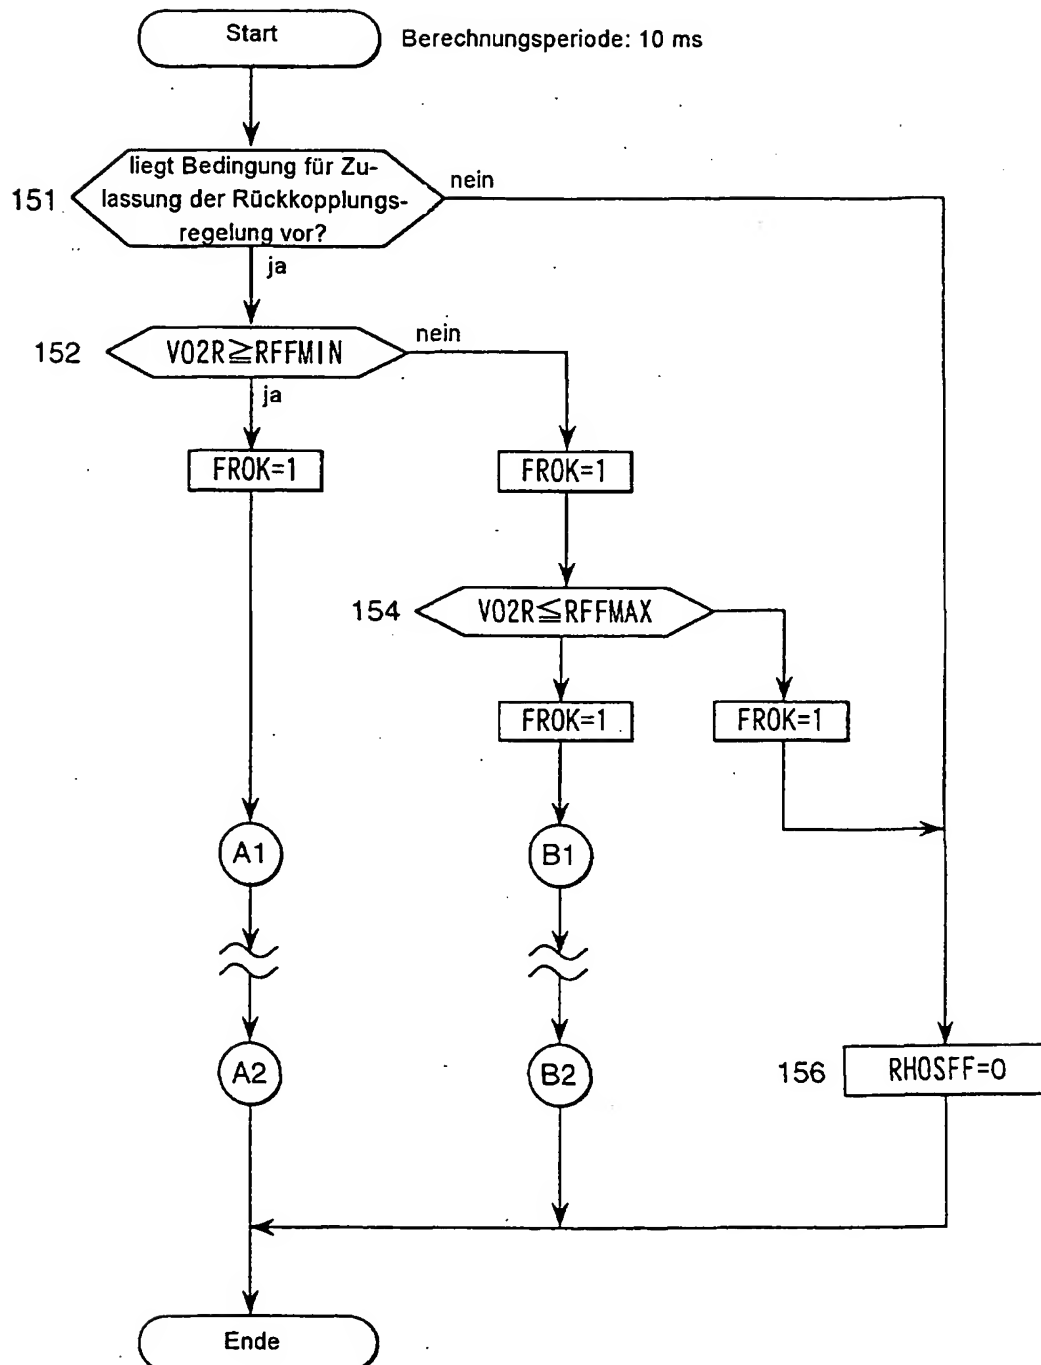 Start
Berechnungsperiode: 10 ms
liegt Bedingung für Zu-
lassung der Rückkopplungs-
regelung vor?
151
nein
ja
152
VO2R≧RFFMIN
nein
ja
FROK=1
FROK=1
154
VO2R≦RFFMAX
FROK=1
FROK=1
A1
B1
A2
B2
156
RHOSFF=0
Ende